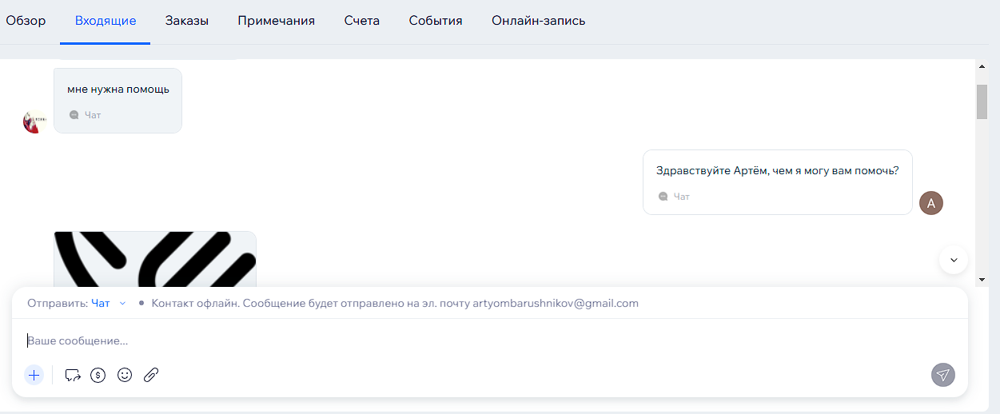 Обзор Входящие Заказы Примечания Счета События Онлайн-запись
мне нужна помощь
Чат
Здравствуйте Артём, чем я могу вам помочь?
Чат
А
Отправить: Чат Контакт офлайн. Сообщение будет отправлено на эл. почту artyombarushnikov@gmail.com
Ваше сообщение...